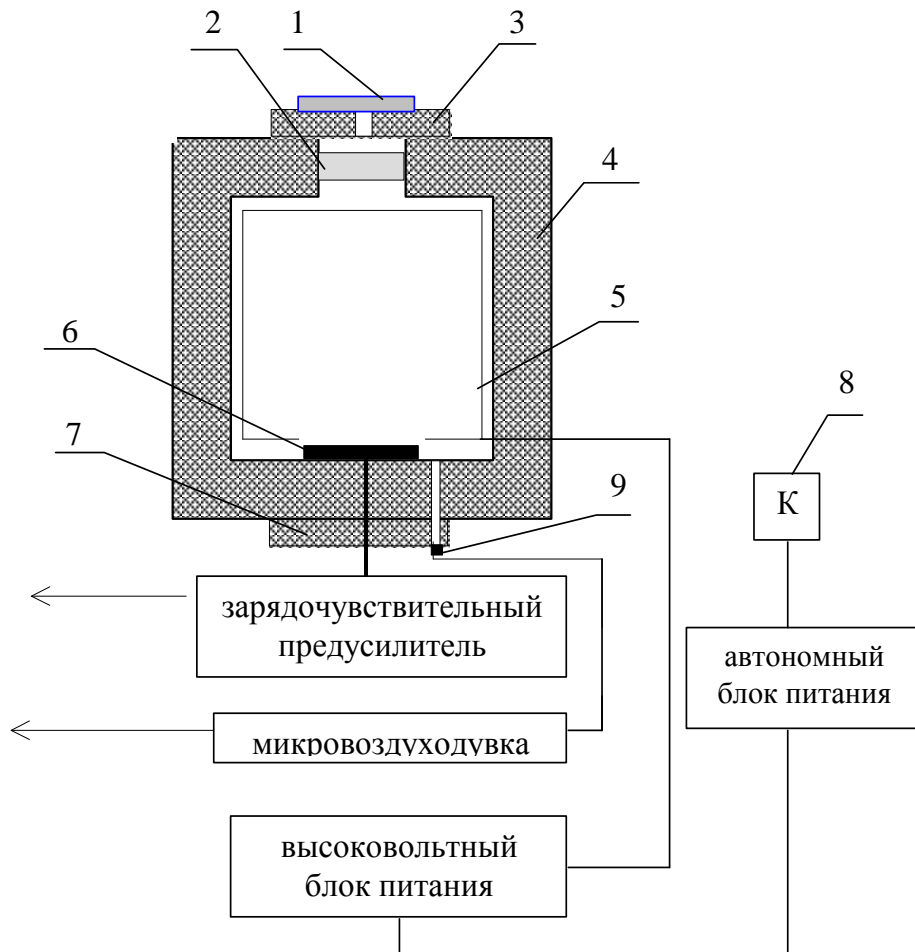 2
1
3
4
5
6
7
8
К
9
зарядочувствительный
предусилитель
автономный
блок питания
микровоздуходувка
высоковольтный
блок питания